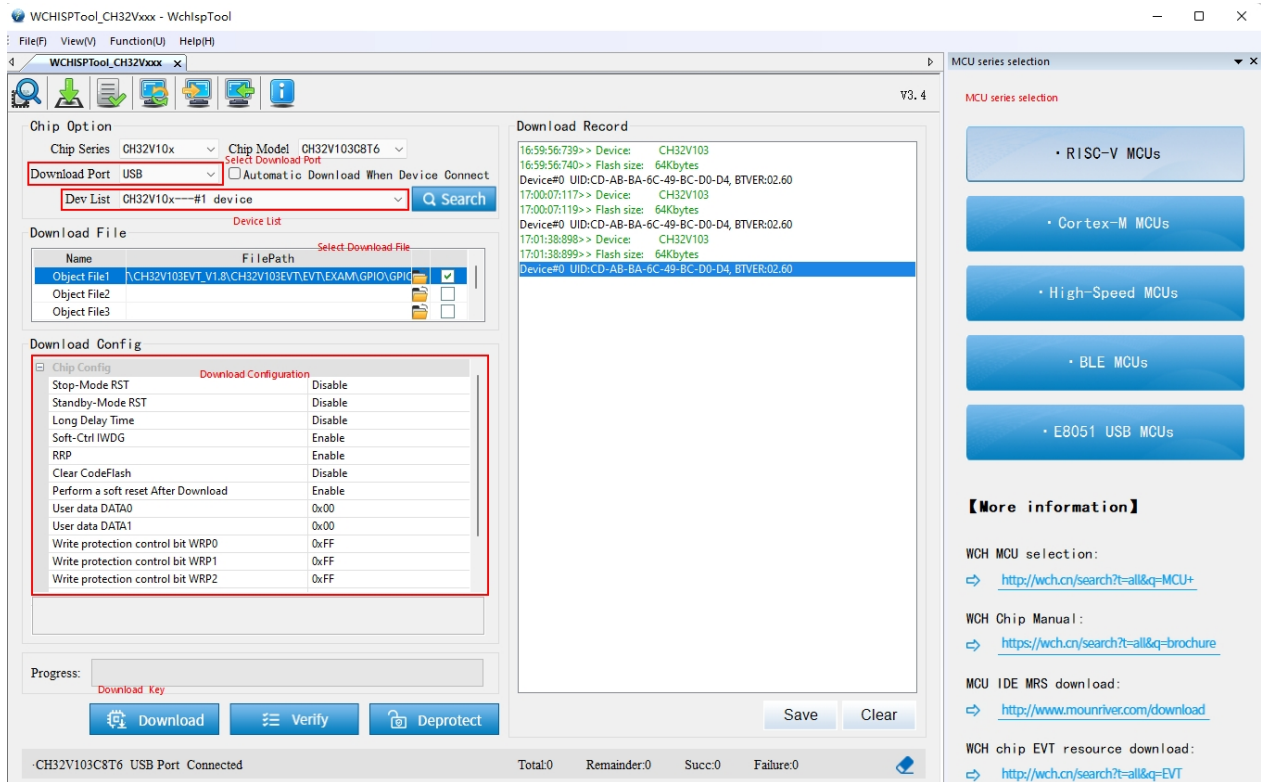 WCHISPTool_CH32Vxxx - WchIspTool
File(F) View(V) Function(U) Help(H)
WCHISPTool_CH32Vxxx x
V3.4
Chip Option
Chip Series CH32V10x Chip Model CH32V103C8T6
Select Download Port
Download Port USB Automatic Download When Device Connect
Dev List CH32V10x---#1 device Search
Device List
Download File
Select Download File
Name FilePath
Object File1 \CH32V103EVT_V1.8\CH32V103EVT\EVT\EXAM\GPIO\GPIO
Object File2
Object File3
Download Config
Chip Config
Download Configuration
Stop-Mode RST Disable
Standby-Mode RST Disable
Long Delay Time Disable
Soft-Ctrl IWDG Enable
RRP Enable
Clear CodeFlash Disable
Perform a soft reset After Download Enable
User data DATA0 0x00
User data DATA1 0x00
Write protection control bit WRP0 0xFF
Write protection control bit WRP1 0xFF
Write protection control bit WRP2 0xFF
Progress:
Download Key
Download Verify Deprotect
Download Record
16:59:56:739>> Device: CH32V103
16:59:56:740>> Flash size: 64Kbytes
Device#0 UID:CD-AB-BA-6C-49-BC-D0-D4, BTVER:02.60
17:00:07:117>> Device: CH32V103
17:00:07:119>> Flash size: 64Kbytes
Device#0 UID:CD-AB-BA-6C-49-BC-D0-D4, BTVER:02.60
17:01:38:898>> Device: CH32V103
17:01:38:899>> Flash size: 64Kbytes
Device#0 UID:CD-AB-BA-6C-49-BC-D0-D4, BTVER:02.60
Save Clear
·CH32V103C8T6 USB Port Connected Total:0 Remainder:0 Succ:0 Failure:0
MCU series selection
MCU series selection
· RISC-V MCUs
· Cortex-M MCUs
· High-Speed MCUs
· BLE MCUs
· E8051 USB MCUs
【More information】
WCH MCU selection:
http://wch.cn/search?t=all&q=MCU+
WCH Chip Manual:
https://wch.cn/search?t=all&q=brochure
MCU IDE MRS download:
http://www.mounriver.com/download
WCH chip EVT resource download:
http://wch.cn/search?t=all&q=EVT